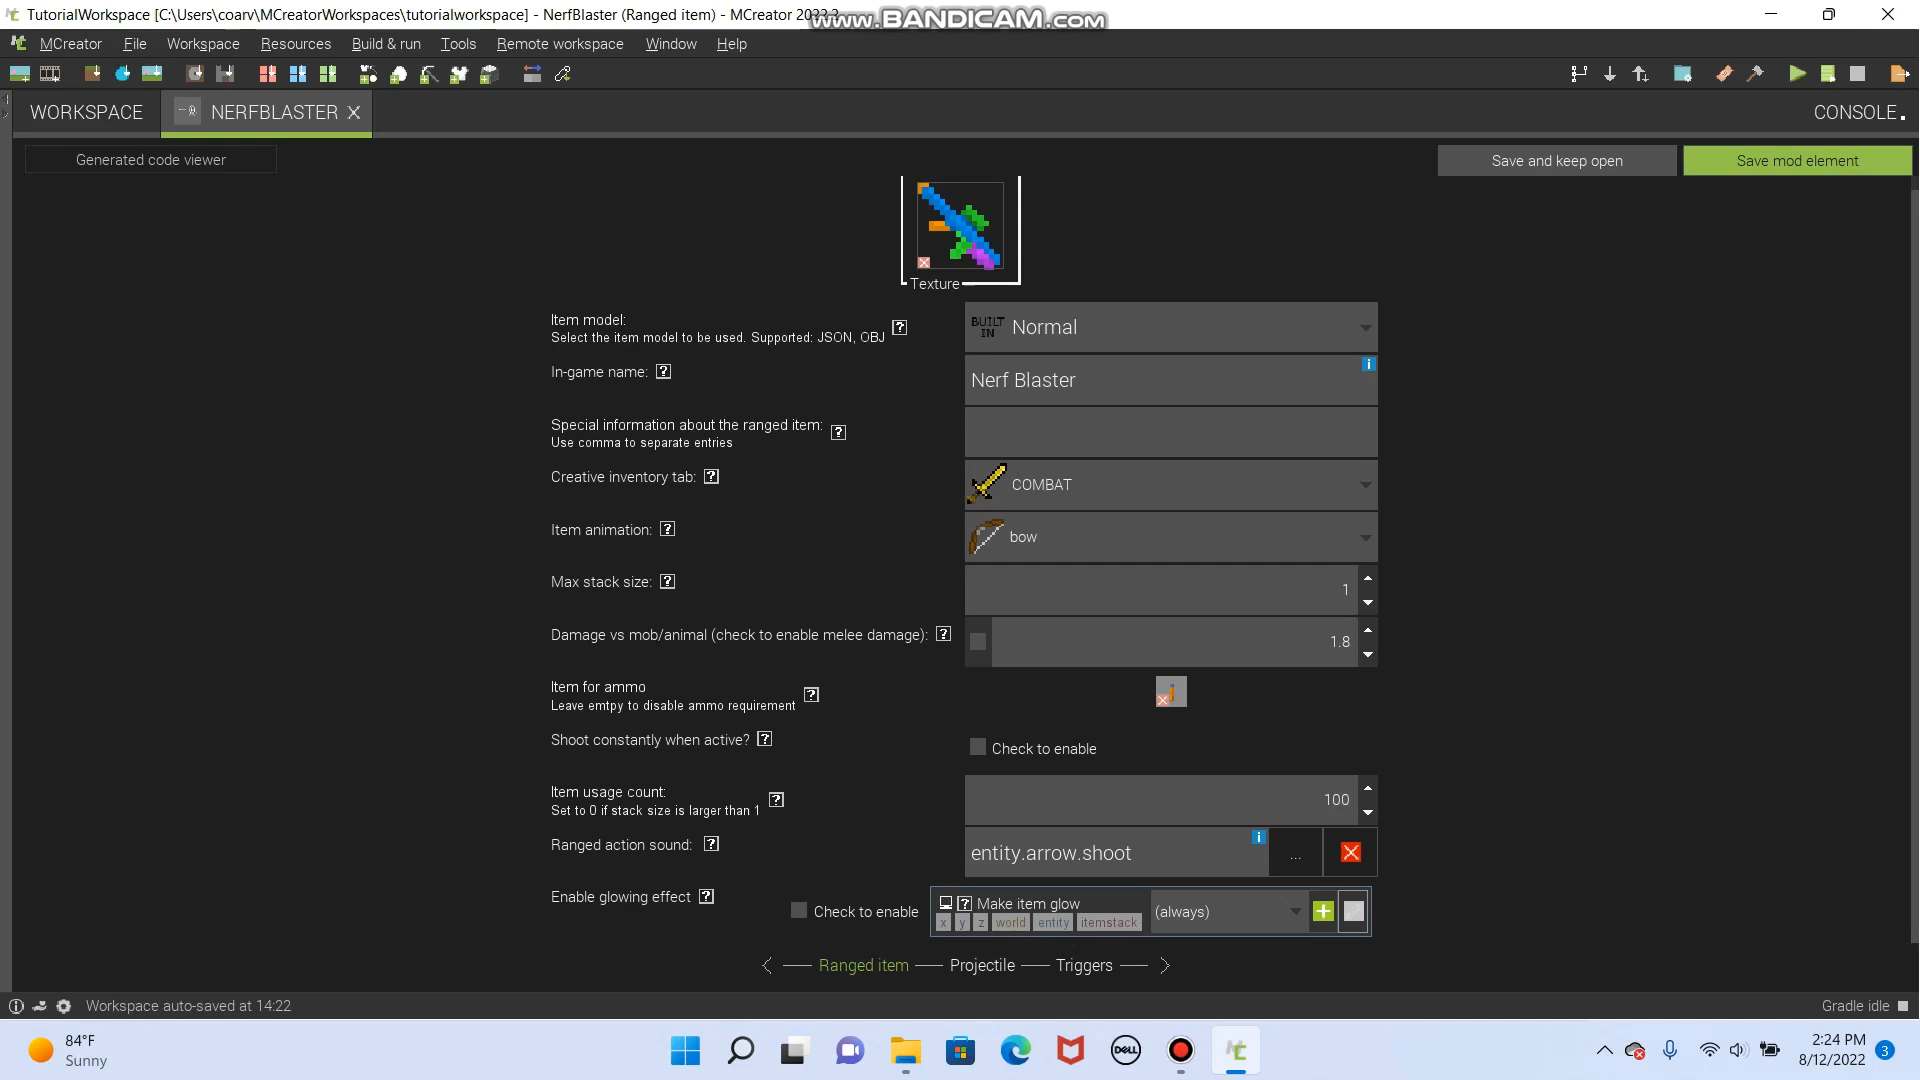 TutorialWorkspace [C:\Users\coarv\MCreatorWorkspaces\tutorialworkspace] - NerfBlaster (Ranged item) - MCreator 2022.2
www.BANDICAM.com
MCreator File Workspace Resources Build & run Tools Remote workspace Window Help
WORKSPACE NERFBLASTER CONSOLE
Generated code viewer Save and keep open Save mod element
Texture
Item model:
Select the item model to be used. Supported: JSON, OBJ
BUILT IN Normal
In-game name: Nerf Blaster
Special information about the ranged item:
Use comma to separate entries
Creative inventory tab: COMBAT
Item animation: bow
Max stack size: 1
Damage vs mob/animal (check to enable melee damage): 1.8
Item for ammo
Leave emtpy to disable ammo requirement
Shoot constantly when active? Check to enable
Item usage count: 100
Set to 0 if stack size is larger than 1
Ranged action sound: entity.arrow.shoot ...
Enable glowing effect Check to enable Make item glow (always)
x y z world entity itemstack
Ranged item Projectile Triggers
Workspace auto-saved at 14:22 Gradle idle
84°F
Sunny
DELL
2:24 PM
8/12/2022
3